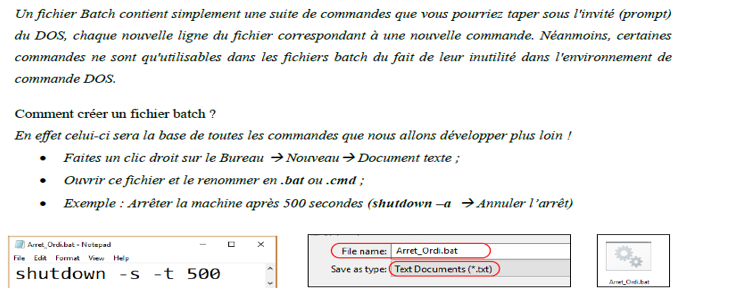 Un fichier Batch contient simplement une suite de commandes que vous pourriez taper sous l'invité (prompt)
du DOS, chaque nouvelle ligne du fichier correspondant à une nouvelle commande. Néanmoins, certaines
commandes ne sont qu'utilisables dans les fichiers batch du fait de leur inutilité dans l'environnement de
commande DOS.
Comment créer un fichier batch ?
En effet celui-ci sera la base de toutes les commandes que nous allons développer plus loin !
• Faites un clic droit sur le Bureau → Nouveau → Document texte ;
• Ouvrir ce fichier et le renommer en .bat ou .cmd ;
• Exemple : Arrêter la machine après 500 secondes (shutdown –a → Annuler l'arrêt)
Arret_Ordi.bat - Notepad
File Edit Format View Help
shutdown -s -t 500
File name: Arret_Ordi.bat
Save as type: Text Documents (*.txt)
Arret_Ordi.bat